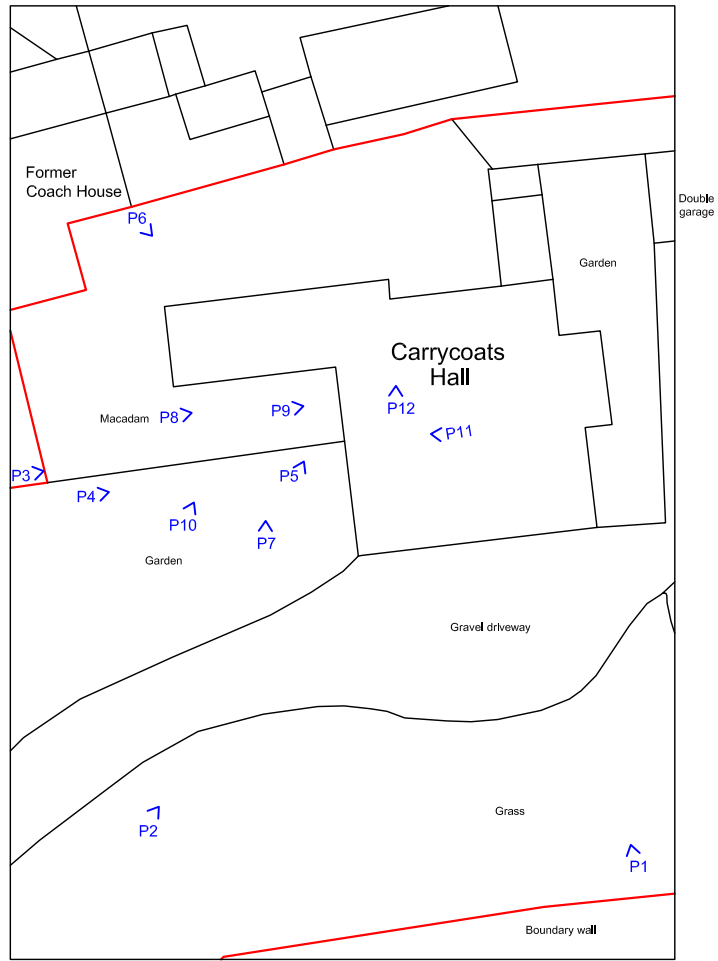 Former
Coach House
P6
Double
garage
Garden
Carrycoats
Hall
P12
P9
P8
Macadam
P11
P3
P5
P4
P10
P7
Garden
Gravel driveway
P2
Grass
P1
Boundary wall